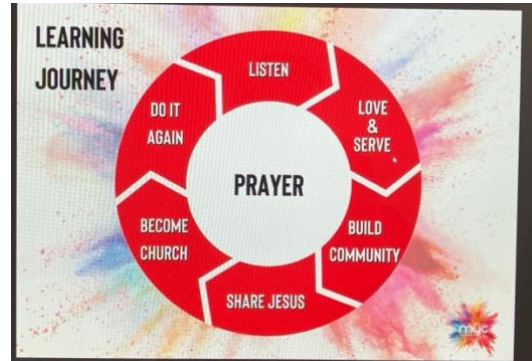 LEARNING
JOURNEY
LISTEN
LOVE
&
SERVE
BUILD
COMMUNITY
SHARE JESUS
BECOME
CHURCH
DO IT
AGAIN
PRAYER
myc